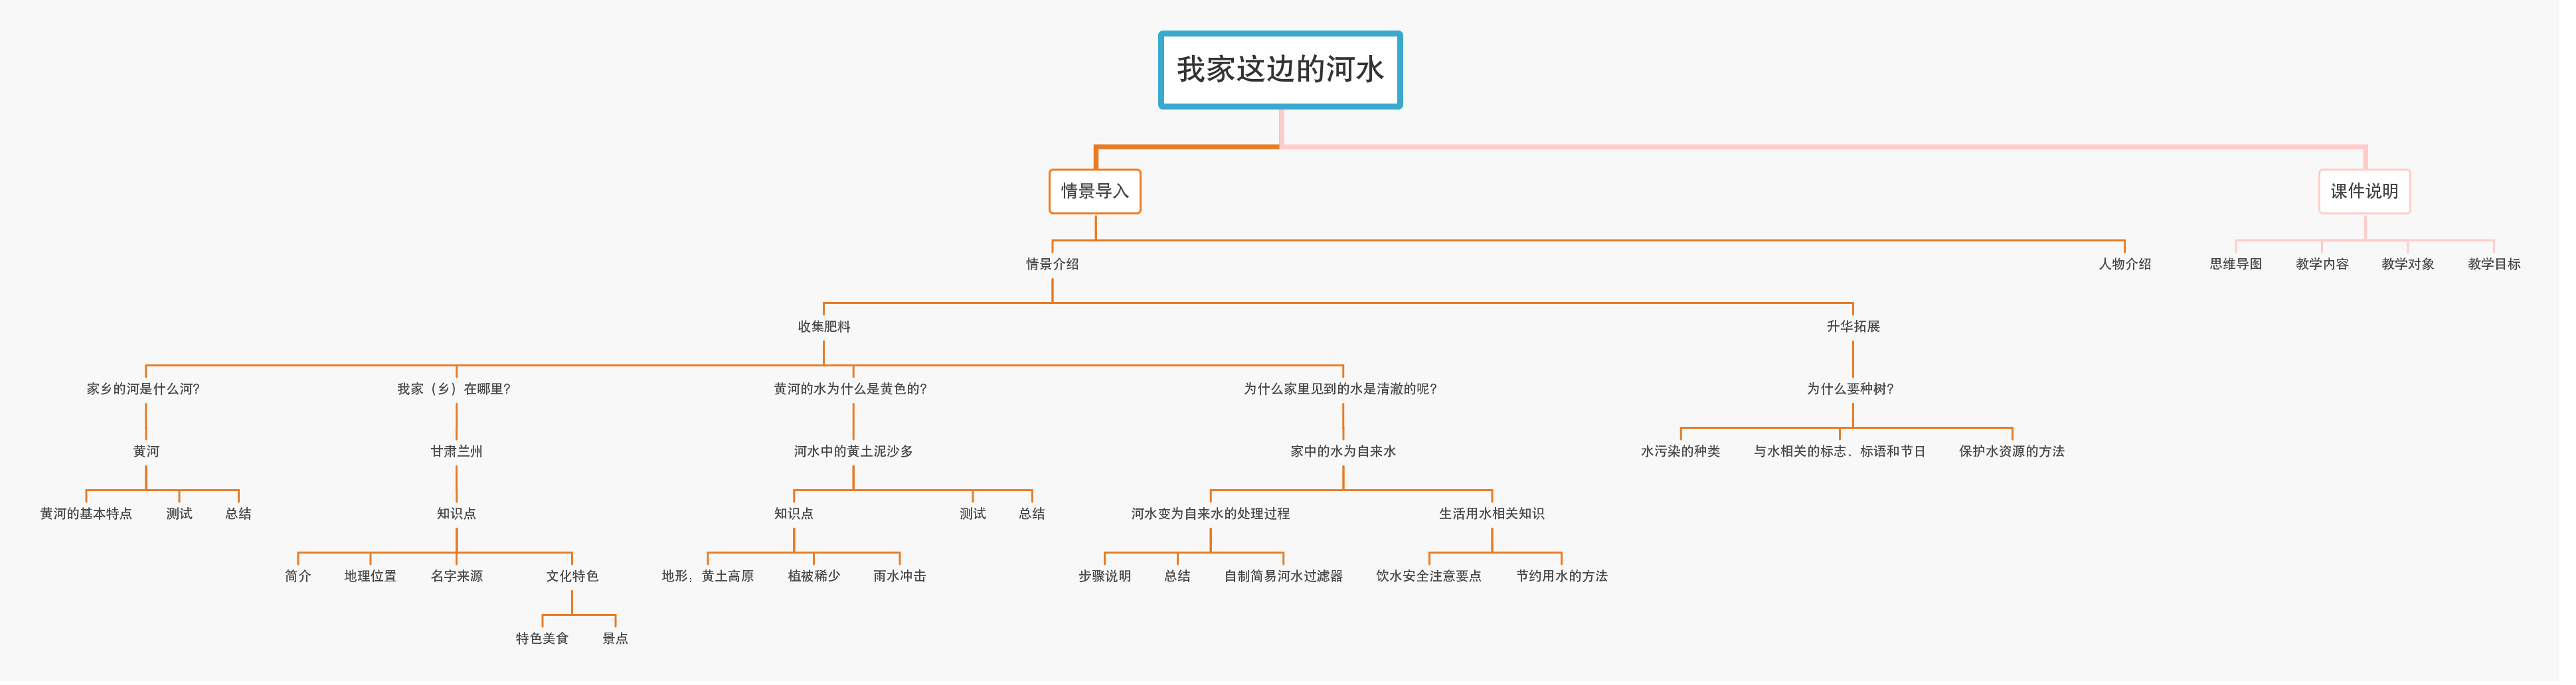 我家这边的河水
情景导入
课件说明
情景介绍
人物介绍
思维导图
教学内容
教学对象
教学目标
收集肥料
升华拓展
家乡的河是什么河?
我家（乡）在哪里?
黄河的水为什么是黄色的?
为什么家里见到的水是清澈的呢?
为什么要种树?
黄河
甘肃兰州
河水中的黄土泥沙多
家中的水为自来水
水污染的种类
与水相关的标志、标语和节日
保护水资源的方法
黄河的基本特点
测试
总结
知识点
知识点
测试
总结
河水变为自来水的处理过程
生活用水相关知识
简介
地理位置
名字来源
文化特色
地形：黄土高原
植被稀少
雨水冲击
步骤说明
总结
自制简易河水过滤器
饮水安全注意要点
节约用水的方法
特色美食
景点